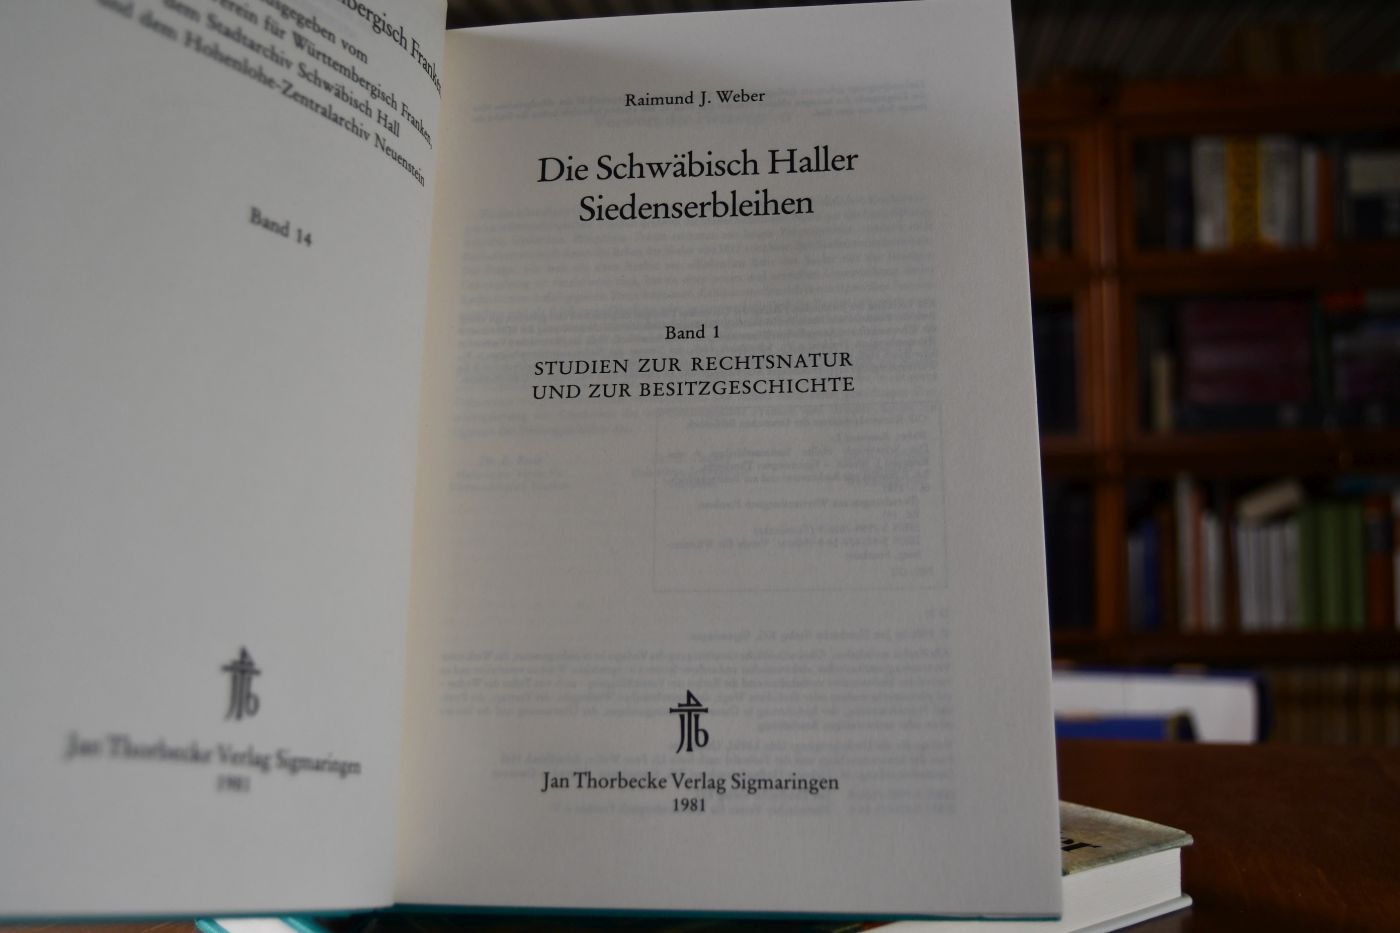 bergisch Franken
gegeben vom
Verein für Württembergisch Franken,
dem Stadtarchiv Schwäbisch Hall
und dem Hohenlohe-Zentralarchiv Neuenstein
Band 14
Jan Thorbecke Verlag Sigmaringen
1981
Raimund J. Weber
Die Schwäbisch Haller
Siedenserbleihen
Band 1
STUDIEN ZUR RECHTSNATUR
UND ZUR BESITZGESCHICHTE
Jan Thorbecke Verlag Sigmaringen
1981